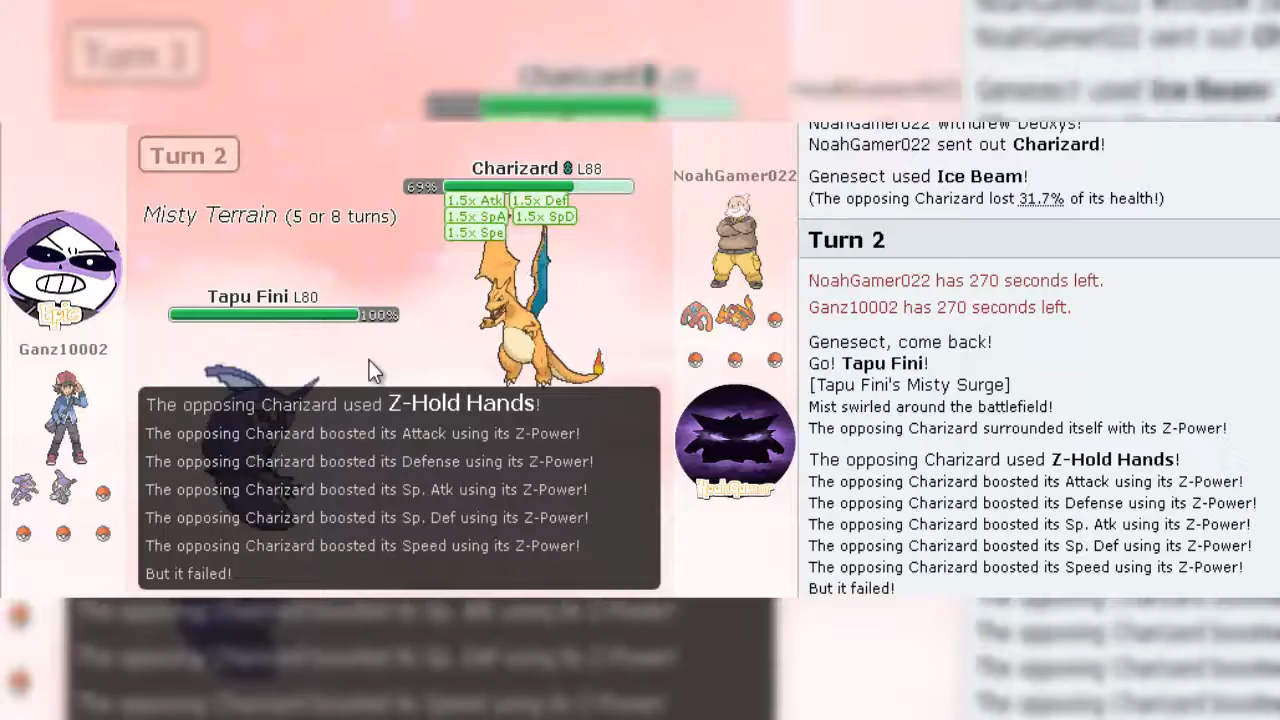 Turn 2
Charizard L88
69%
1.5x Atk 1.5x Def
1.5x SpA 1.5x SpD
1.5x Spe
Misty Terrain (5 or 8 turns)
Tapu Fini L80
100%
Epic
Ganz10002
NoahGamer022
NoahGamer
The opposing Charizard used Z-Hold Hands!
The opposing Charizard boosted its Attack using its Z-Power!
The opposing Charizard boosted its Defense using its Z-Power!
The opposing Charizard boosted its Sp. Atk using its Z-Power!
The opposing Charizard boosted its Sp. Def using its Z-Power!
The opposing Charizard boosted its Speed using its Z-Power!
But it failed!
NoahGamer022 withdrew Deoxys!
NoahGamer022 sent out Charizard!
Genesect used Ice Beam!
(The opposing Charizard lost 31.7% of its health!)
Turn 2
NoahGamer022 has 270 seconds left.
Ganz10002 has 270 seconds left.
Genesect, come back!
Go! Tapu Fini!
[Tapu Fini's Misty Surge]
Mist swirled around the battlefield!
The opposing Charizard surrounded itself with its Z-Power!
The opposing Charizard used Z-Hold Hands!
The opposing Charizard boosted its Attack using its Z-Power!
The opposing Charizard boosted its Defense using its Z-Power!
The opposing Charizard boosted its Sp. Atk using its Z-Power!
The opposing Charizard boosted its Sp. Def using its Z-Power!
The opposing Charizard boosted its Speed using its Z-Power!
But it failed!